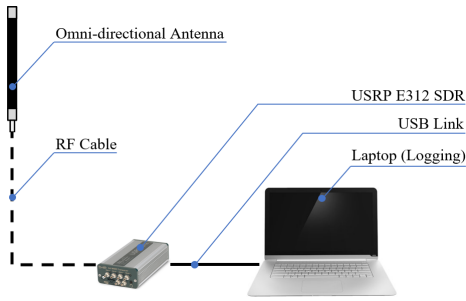 Omni-directional Antenna
USRP E312 SDR
USB Link
RF Cable
Laptop (Logging)